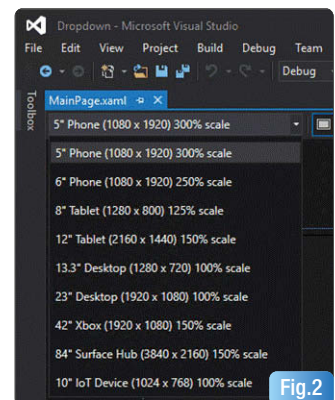 Dropdown - Microsoft Visual Studio
File Edit View Project Build Debug Team
Debug
Toolbox
MainPage.xaml
5" Phone (1080 x 1920) 300% scale
5" Phone (1080 x 1920) 300% scale
6" Phone (1080 x 1920) 250% scale
8" Tablet (1280 x 800) 125% scale
12" Tablet (2160 x 1440) 150% scale
13.3" Desktop (1280 x 720) 100% scale
23" Desktop (1920 x 1080) 100% scale
42" Xbox (1920 x 1080) 150% scale
84" Surface Hub (3840 x 2160) 150% scale
10" IoT Device (1024 x 768) 100% scale
Fig.2